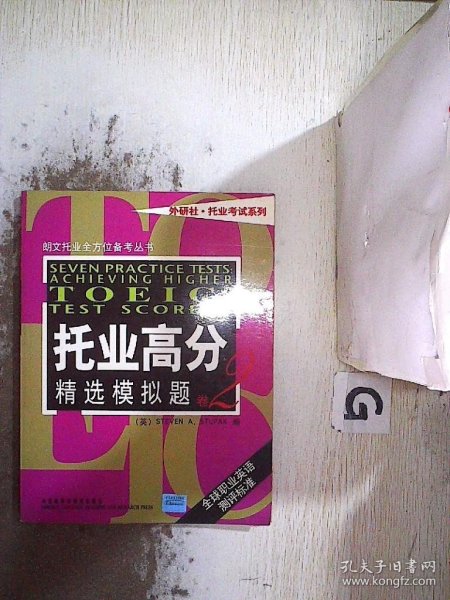 外研社·托业考试系列
朗文托业全方位备考丛书
SEVEN PRACTICE TESTS:
ACHIEVING HIGHER
TOEIC
TEST SCORES
托业高分
精选模拟题 卷2
(英) STEVEN A. STUPAK 编
全球职业英语
测评标准
G
孔夫子旧书网
www.kongfz.com